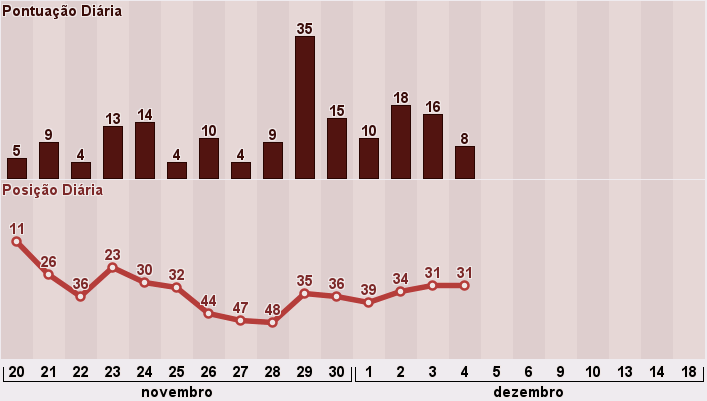 Pontuação Diária
5 9 4 13 14 4 10 4 9 35 15 10 18 16 8
Posição Diária
11 26 36 23 30 32 44 47 48 35 36 39 34 31 31
20 21 22 23 24 25 26 27 28 29 30 1 2 3 4 5 6 9 10 13 14 18
novembro dezembro